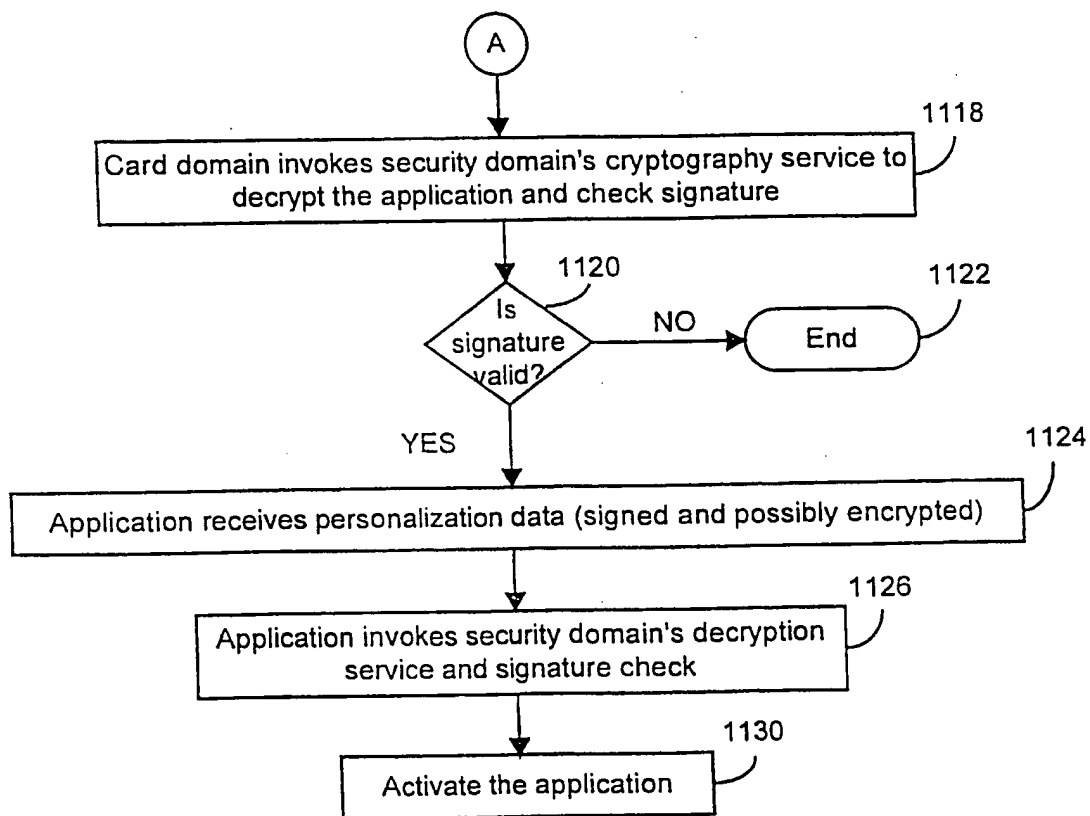 A
1118
Card domain invokes security domain's cryptography service to
decrypt the application and check signature
1120
1122
Is
signature
valid?
NO
End
YES
1124
Application receives personalization data (signed and possibly encrypted)
1126
Application invokes security domain's decryption
service and signature check
1130
Activate the application